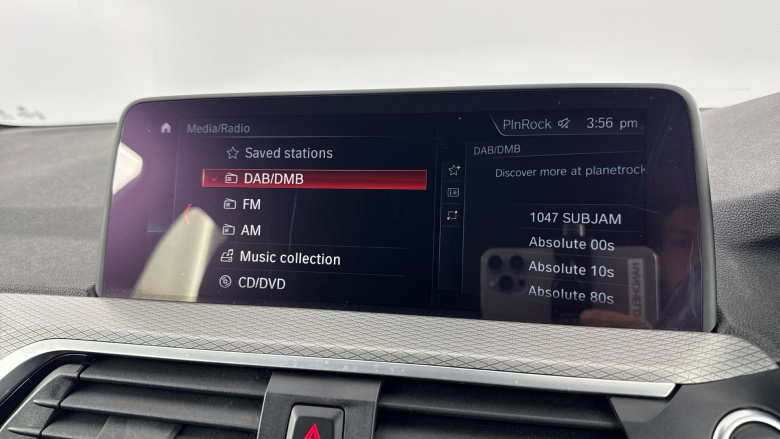 Media/Radio
Saved stations
DAB/DMB
FM
AM
Music collection
CD/DVD
PlnRock 3:56 pm
DAB/DMB
Discover more at planetrock
1047 SUBJAM
Absolute 00s
Absolute 10s
Absolute 80s